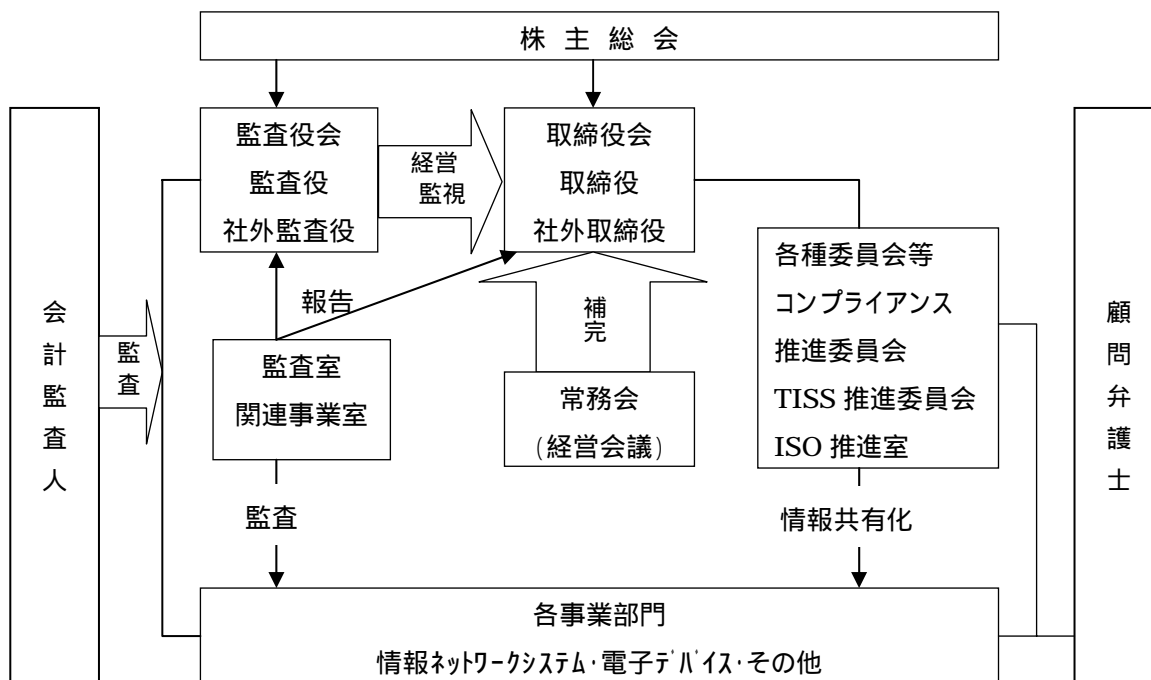 株主総会
監査役会
監査役
社外監査役
経営
監視
取締役会
取締役
社外取締役
各種委員会等
コンプライアンス
推進委員会
TISS 推進委員会
ISO 推進室
報告
補完
監査室
関連事業室
常務会
(経営会議)
会計監査人
監査
顧問弁護士
監査
情報共有化
各事業部門
情報ﾈｯﾄﾜｰｸｼｽﾃﾑ･電子ﾃﾞﾊﾞｲｽ･その他